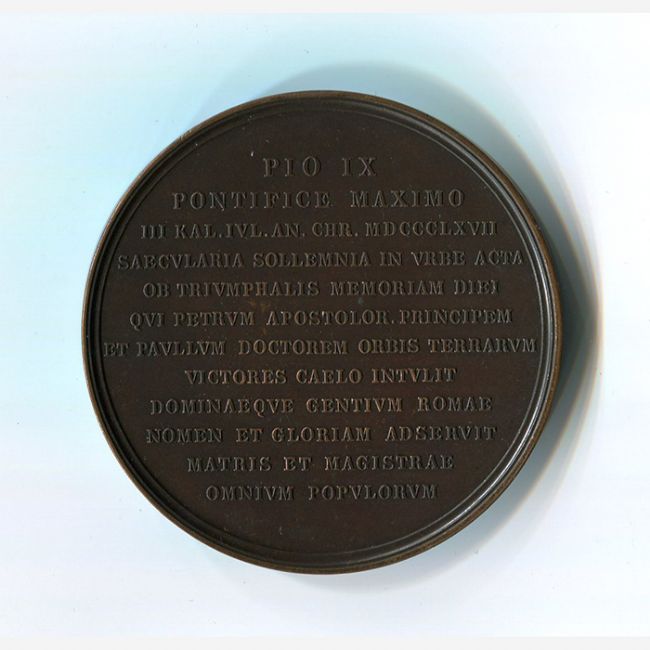 PIO IX
PONTIFICE MAXIMO
III KAL. IVL. AN. CHR. MDCCCLXVII
SAECVLARIA SOLLEMNIA IN VRBE ACTA
OB TRIVMPHALIS MEMORIAM DIEI
QVI PETRVM APOSTOLOR. PRINCIPEM
ET PAVLLVM DOCTOREM ORBIS TERRARVM
VICTORES CAELO INTVLIT
DOMINAEQVE GENTIVM ROMAE
NOMEN ET GLORIAM ADSERVIT
MATRIS ET MAGISTRAE
OMNIVM POPVLORVM